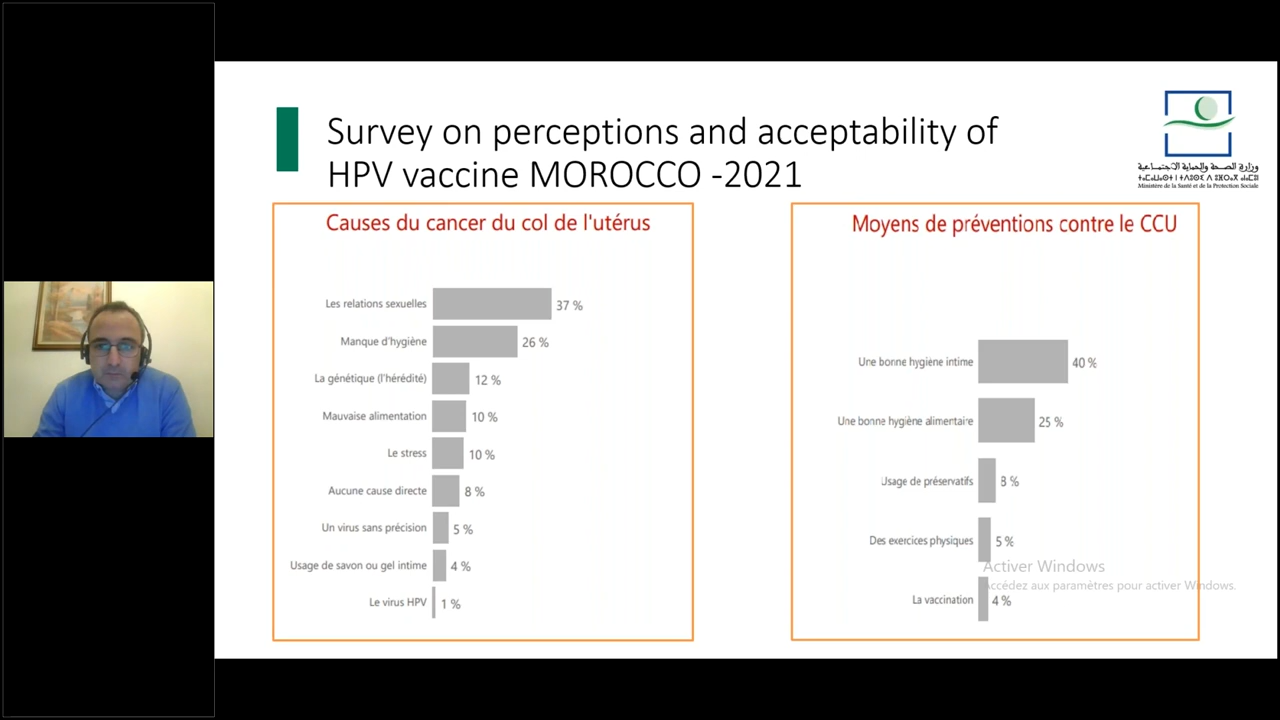 Survey on perceptions and acceptability of
HPV vaccine MOROCCO -2021
وزارة الصحة والحماية الاجتماعية
Ministère de la Santé et de la Protection Sociale
Causes du cancer du col de l'utérus
Les relations sexuelles 37 %
Manque d'hygiène 26 %
La génétique (l'hérédité) 12 %
Mauvaise alimentation 10 %
Le stress 10 %
Aucune cause directe 8 %
Un virus sans précision 5 %
Usage de savon ou gel intime 4 %
Le virus HPV 1 %
Moyens de préventions contre le CCU
Une bonne hygiene intime 40 %
Une bonne hygiène alimentaire 25 %
Usage de préservatifs 8 %
Des exercices physiques 5 %
La vaccination 4 %
Activer Windows
Accédez aux paramètres pour activer Windows.